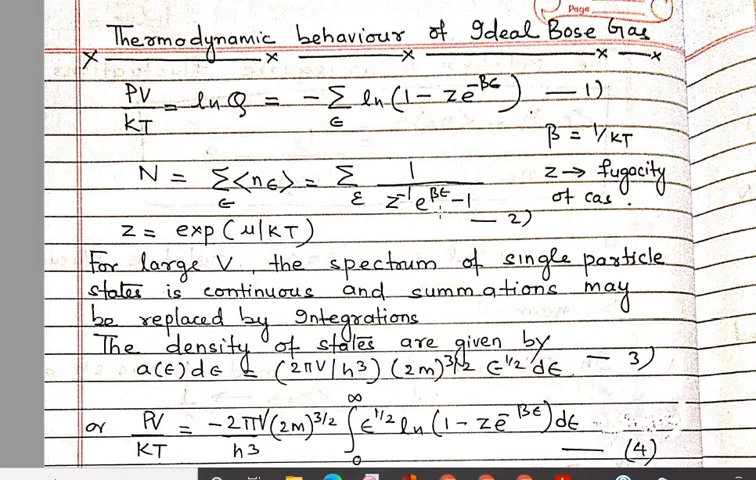 Page
Thermodynamic behaviour of Ideal Bose Gas
PV/KT = ln Q = - Σ_ϵ ln (1 - ze^-βϵ) — 1)
β = 1/KT
N = Σ_ϵ <n_ϵ> = Σ_ε 1/(z^-1 e^βϵ - 1) — 2)
z → fugacity
of cas.
z = exp (μ/KT)
For large V, the spectrum of single particle
states is continuous and summations may
be replaced by Integrations
The density of states are given by
a(ϵ)dϵ = (2πV/h^3) (2m)^3/2 ϵ^1/2 dϵ — 3)
or PV/KT = -2πV(2m)^3/2/h3 ∫_0^∞ ϵ^1/2 ln (1 - ze^-βϵ) dϵ — (4)